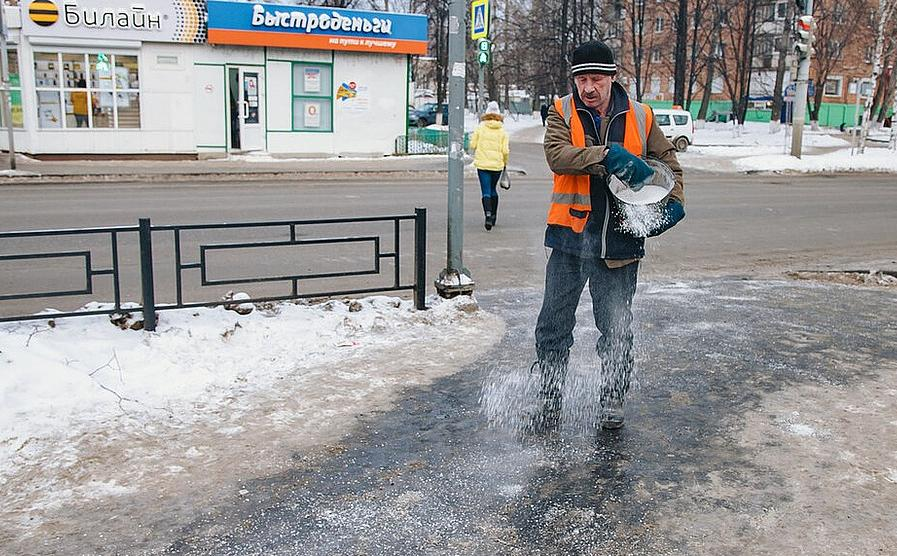 Билайн
Быстроденьги
на пути к лучшему